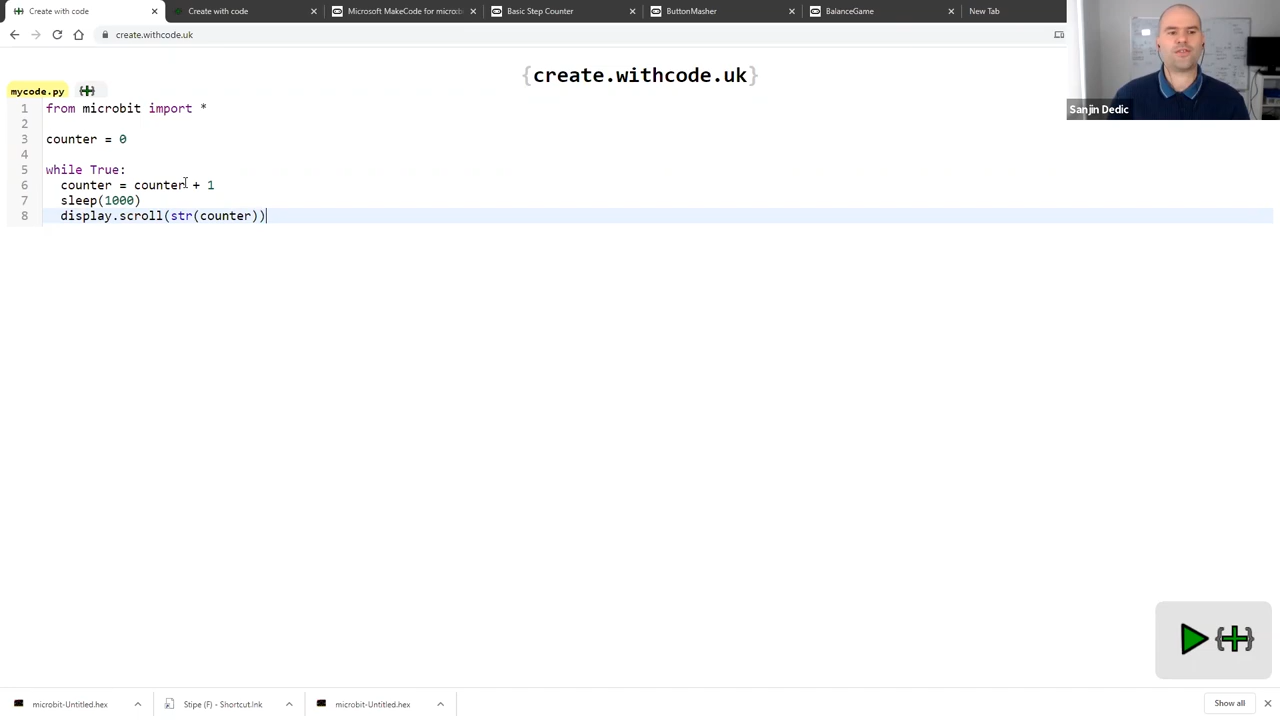 Create with code
Create with code
Microsoft MakeCode for micro:b
Basic Step Counter
ButtonMasher
BalanceGame
New Tab
create.withcode.uk
{create.withcode.uk}
Sanjin Dedic
mycode.py
1 from microbit import *
2
3 counter = 0
4
5 while True:
6 counter = counter + 1
7 sleep(1000)
8 display.scroll(str(counter))
microbit-Untitled.hex
Stipe (F) - Shortcut.lnk
microbit-Untitled.hex
Show all